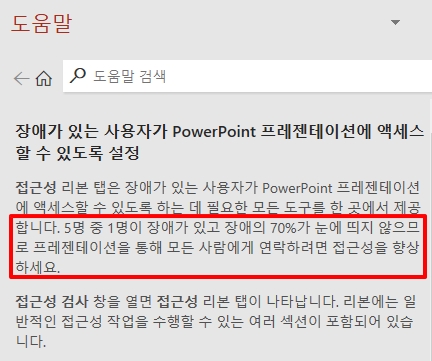 도움말
도움말 검색
장애가 있는 사용자가 PowerPoint 프레젠테이션에 액세스
할 수 있도록 설정
접근성 리본 탭은 장애가 있는 사용자가 PowerPoint 프레젠테이션
에 액세스할 수 있도록 하는 데 필요한 모든 도구를 한 곳에서 제공
합니다. 5명 중 1명이 장애가 있고 장애의 70%가 눈에 띄지 않으므
로 프레젠테이션을 통해 모든 사람에게 연락하려면 접근성을 향상
하세요.
접근성 검사 창을 열면 접근성 리본 탭이 나타납니다. 리본에는 일
반적인 접근성 작업을 수행할 수 있는 여러 섹션이 포함되어 있습
니다.